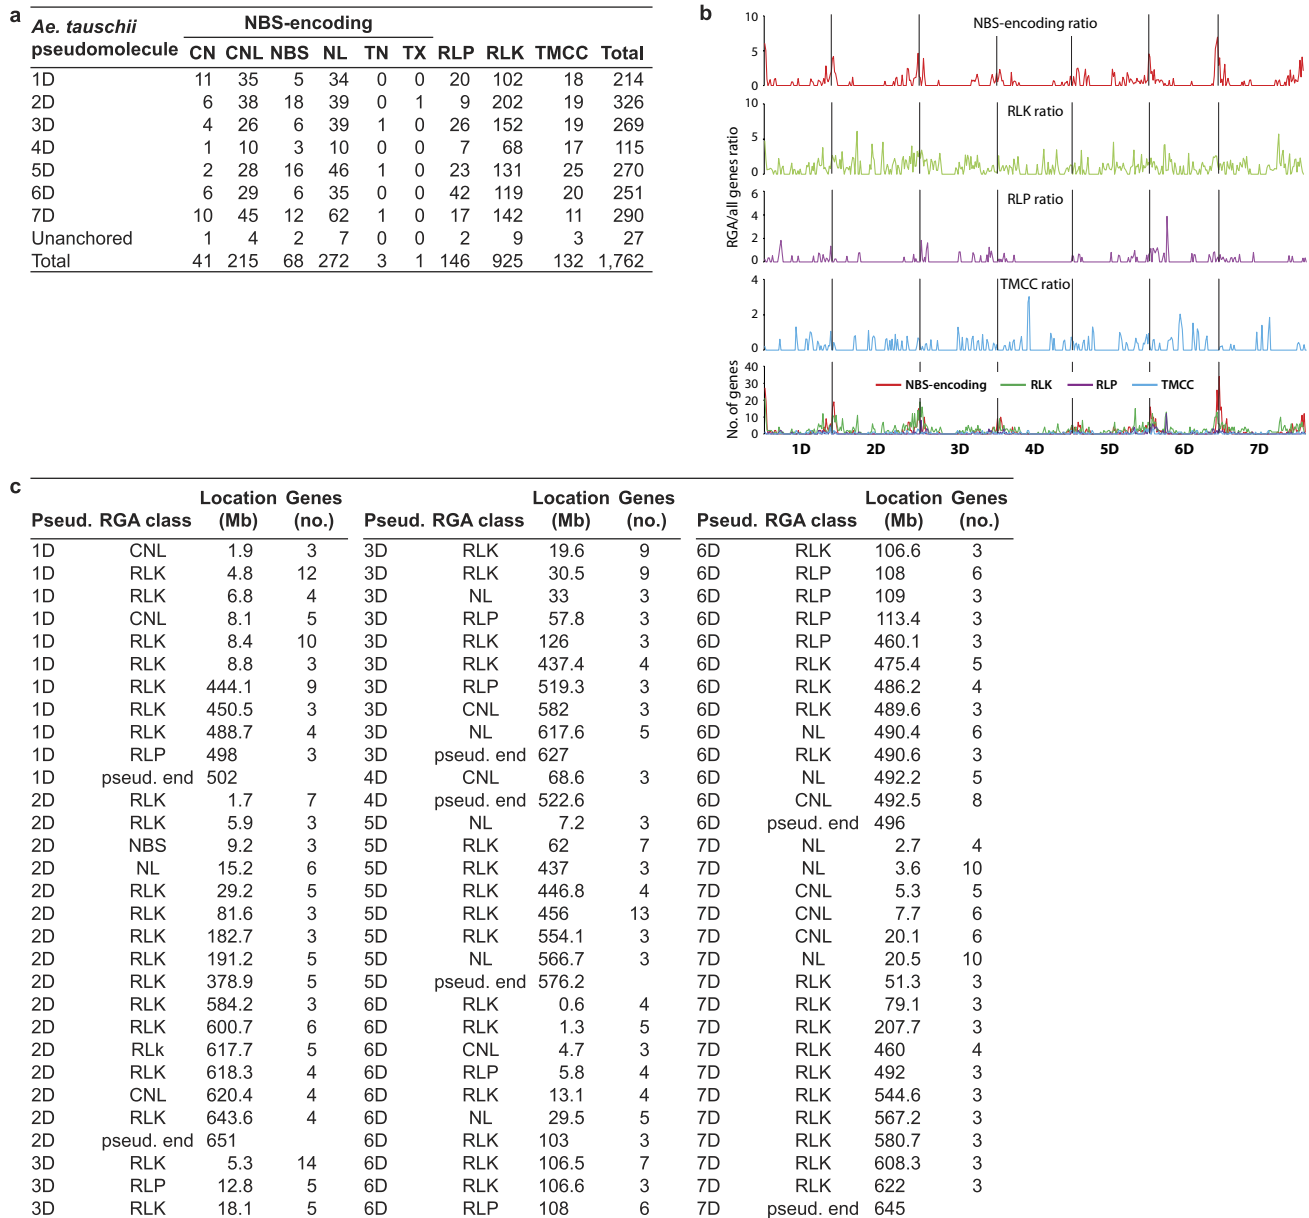 a
Ae. tauschii pseudomolecule NBS-encoding
CN CNL NBS NL TN TX RLP RLK TMCC Total
1D 11 35 5 34 0 0 20 102 18 214
2D 6 38 18 39 0 1 9 202 19 326
3D 4 26 6 39 1 0 26 152 19 269
4D 1 10 3 10 0 0 7 68 17 115
5D 2 28 16 46 1 0 23 131 25 270
6D 6 29 6 35 0 0 42 119 20 251
7D 10 45 12 62 1 0 17 142 11 290
Unanchored 1 4 2 7 0 0 2 9 3 27
Total 41 215 68 272 3 1 146 925 132 1,762
b
RGA/all genes ratio
NBS-encoding ratio
10
5
0
RLK ratio
10
5
0
RLP ratio
6
4
2
0
TMCC ratio
4
2
0
No. of genes
40
30
20
10
0
NBS-encoding RLK RLP TMCC
1D 2D 3D 4D 5D 6D 7D
c
Pseud. RGA class Location (Mb) Genes (no.) Pseud. RGA class Location (Mb) Genes (no.) Pseud. RGA class Location (Mb) Genes (no.)
1D CNL 1.9 3 3D RLK 19.6 9 6D RLK 106.6 3
1D RLK 4.8 12 3D RLK 30.5 9 6D RLP 108 6
1D RLK 6.8 4 3D NL 33 3 6D RLP 109 3
1D CNL 8.1 5 3D RLP 57.8 3 6D RLP 113.4 3
1D RLK 8.4 10 3D RLK 126 3 6D RLP 460.1 3
1D RLK 8.8 3 3D RLK 437.4 4 6D RLK 475.4 5
1D RLK 444.1 9 3D RLP 519.3 3 6D RLK 486.2 4
1D RLK 450.5 3 3D CNL 582 3 6D RLK 489.6 3
1D RLK 488.7 4 3D NL 617.6 5 6D NL 490.4 6
1D RLP 498 3 3D pseud. end 627 6D RLK 490.6 3
1D pseud. end 502 4D CNL 68.6 3 6D NL 492.2 5
2D RLK 1.7 7 4D pseud. end 522.6 6D CNL 492.5 8
2D RLK 5.9 3 5D NL 7.2 3 6D pseud. end 496
2D NBS 9.2 3 5D RLK 62 7 7D NL 2.7 4
2D NL 15.2 6 5D RLK 437 3 7D NL 3.6 10
2D RLK 29.2 5 5D RLK 446.8 4 7D CNL 5.3 5
2D RLK 81.6 3 5D RLK 456 13 7D CNL 7.7 6
2D RLK 182.7 3 5D RLK 554.1 3 7D CNL 20.1 6
2D RLK 191.2 5 5D NL 566.7 3 7D NL 20.5 10
2D RLK 378.9 5 5D pseud. end 576.2 7D RLK 51.3 3
2D RLK 584.2 3 6D RLK 0.6 4 7D RLK 79.1 3
2D RLK 600.7 6 6D RLK 1.3 5 7D RLK 207.7 3
2D RLk 617.7 5 6D CNL 4.7 3 7D RLK 460 4
2D RLK 618.3 4 6D RLP 5.8 4 7D RLK 492 3
2D CNL 620.4 4 6D RLK 13.1 4 7D RLK 544.6 3
2D RLK 643.6 4 6D NL 29.5 5 7D RLK 567.2 3
2D pseud. end 651 6D RLK 103 3 7D RLK 580.7 3
3D RLK 5.3 14 6D RLK 106.5 7 7D RLK 608.3 3
3D RLP 12.8 5 6D RLK 106.6 3 7D RLK 622 3
3D RLK 18.1 5 6D RLP 108 6 7D pseud. end 645